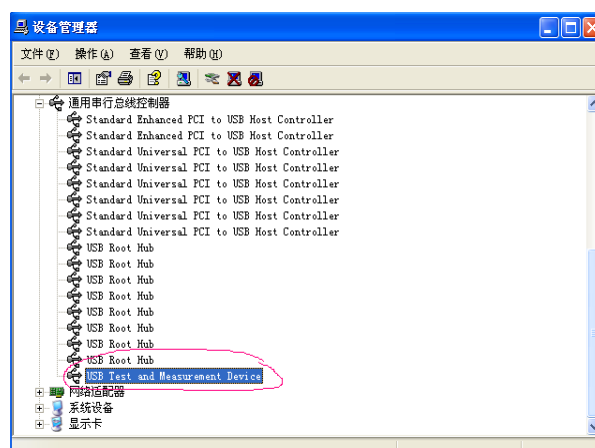 设备管理器
文件(F) 操作(A) 查看(V) 帮助(H)
通用串行总线控制器
Standard Enhanced PCI to USB Host Controller
Standard Enhanced PCI to USB Host Controller
Standard Universal PCI to USB Host Controller
Standard Universal PCI to USB Host Controller
Standard Universal PCI to USB Host Controller
Standard Universal PCI to USB Host Controller
Standard Universal PCI to USB Host Controller
Standard Universal PCI to USB Host Controller
USB Root Hub
USB Root Hub
USB Root Hub
USB Root Hub
USB Root Hub
USB Root Hub
USB Root Hub
USB Root Hub
USB Test and Measurement Device
网络适配器
系统设备
显示卡